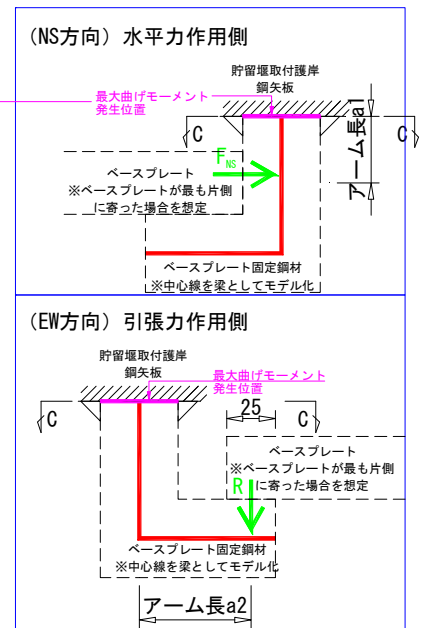 (NS方向) 水平力作用側
貯留堰取付護岸
鋼矢板
最大曲げモーメント
発生位置
C
C
アーム長a1
FNS
ベースプレート
※ベースプレートが最も片側
に寄った場合を想定
ベースプレート固定鋼材
※中心線を梁としてモデル化
(EW方向) 引張力作用側
貯留堰取付護岸
鋼矢板
最大曲げモーメント
発生位置
C
25
C
ベースプレート
※ベースプレートが最も片側
に寄った場合を想定
R
ベースプレート固定鋼材
※中心線を梁としてモデル化
アーム長a2